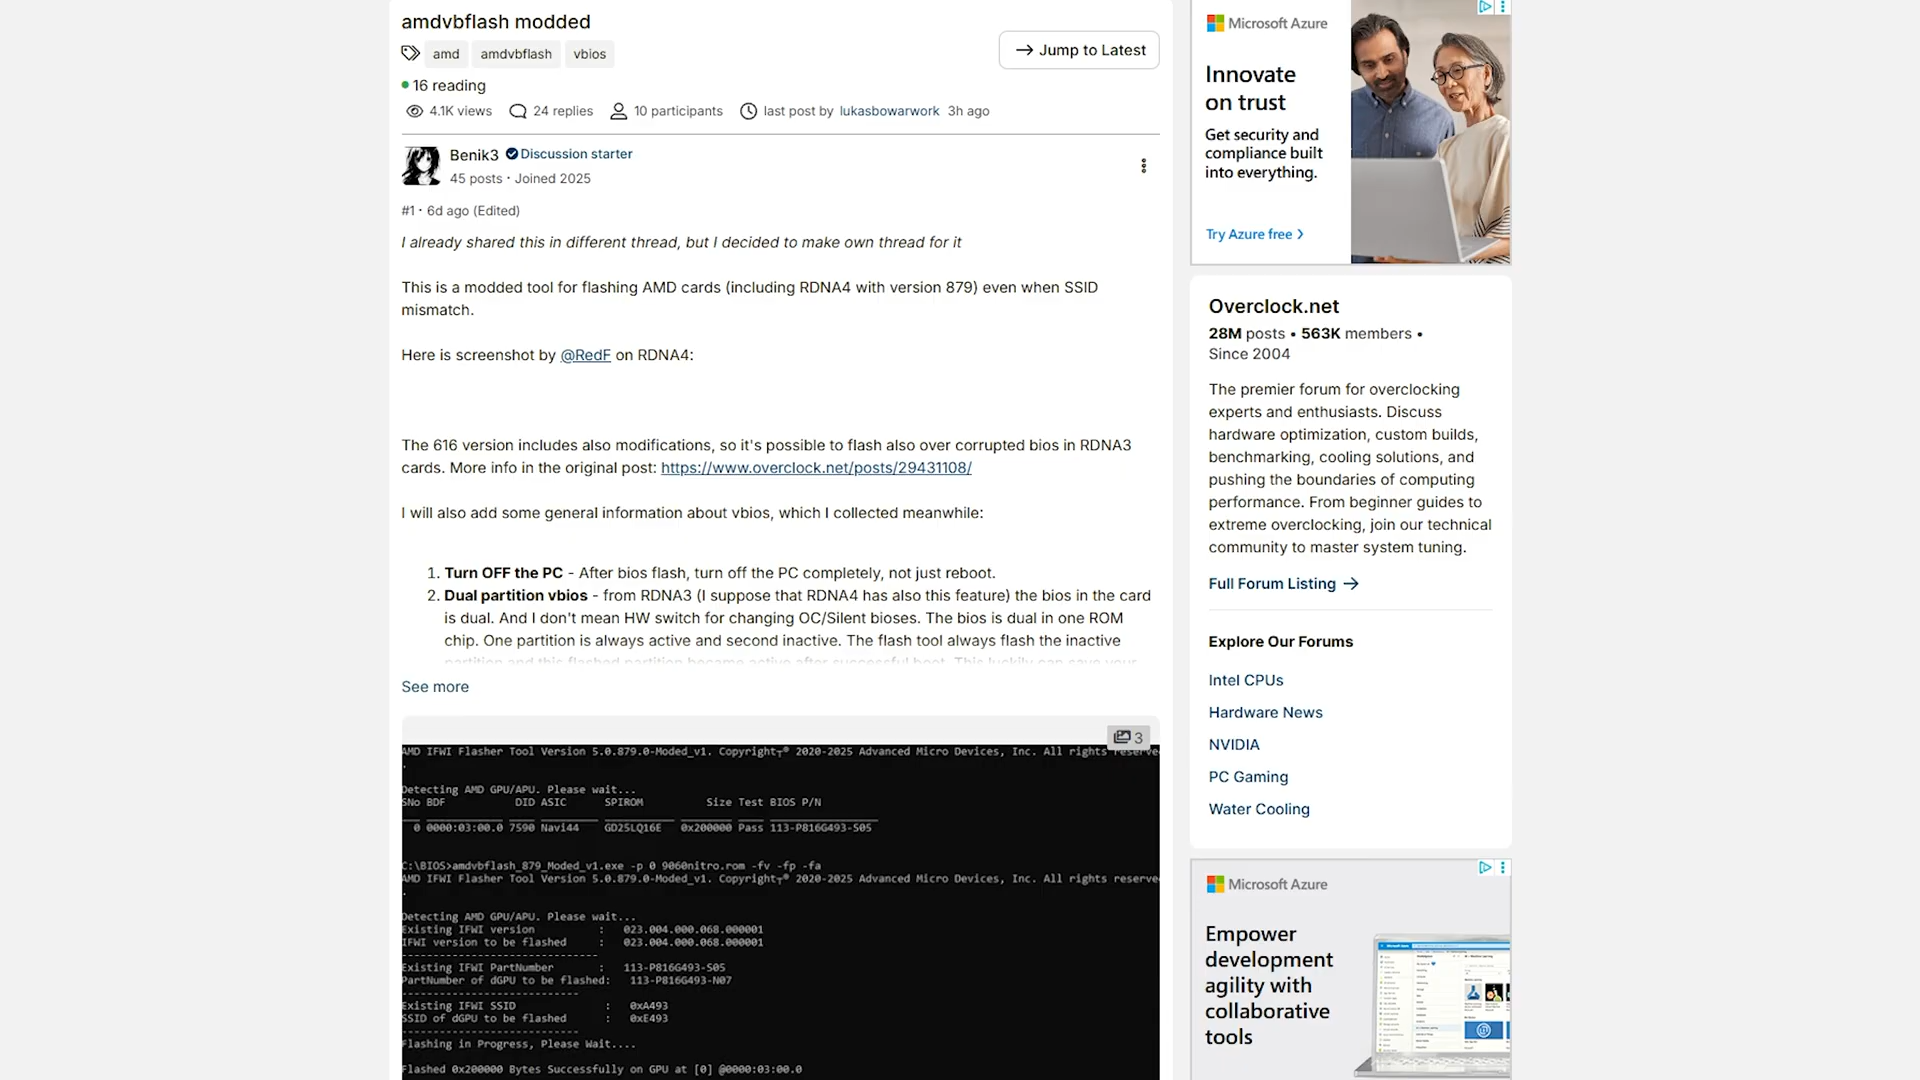 amdvbflash modded
amd
amdvbflash
vbios
Jump to Latest
16 reading
4.1K views
24 replies
10 participants
last post by lukasbowarwork 3h ago
Benik3 Discussion starter
45 posts · Joined 2025
#1 · 6d ago (Edited)
I already shared this in different thread, but I decided to make own thread for it
This is a modded tool for flashing AMD cards (including RDNA4 with version 879) even when SSID
mismatch.
Here is screenshot by @RedF on RDNA4:
The 616 version includes also modifications, so it's possible to flash also over corrupted bios in RDNA3
cards. More info in the original post: https://www.overclock.net/posts/29431108/
I will also add some general information about vbios, which I collected meanwhile:
1. Turn OFF the PC - After bios flash, turn off the PC completely, not just reboot.
2. Dual partition vbios - from RDNA3 (I suppose that RDNA4 has also this feature) the bios in the card
is dual. And I don't mean HW switch for changing OC/Silent bioses. The bios is dual in one ROM
chip. One partition is always active and second inactive. The flash tool always flash the inactive
partition and this flashed partition became active after successful boot. This luckily can save your
See more
3
AMD IFWI Flasher Tool Version 5.0.879.0-Moded_v1. Copyright┬® 2020-2025 Advanced Micro Devices, Inc. All rights reserve
.
Detecting AMD GPU/APU. Please wait...
SNo BDF DID ASIC SPIROM Size Test BIOS P/N
0 0000:03:00.0 7590 Navi44 GD25LQ16E 0x200000 Pass 113-P816G493-S05
C:\BIOS>amdvbflash_879_Moded_v1.exe -p 0 9060nitro.rom -fv -fp -fa
AMD IFWI Flasher Tool Version 5.0.879.0-Moded_v1. Copyright┬® 2020-2025 Advanced Micro Devices, Inc. All rights reserve
.
Detecting AMD GPU/APU. Please wait...
Existing IFWI version : 023.004.000.068.000001
IFWI version to be flashed : 023.004.000.068.000001
------------------------------
Existing IFWI PartNumber : 113-P816G493-S05
PartNumber of dGPU to be flashed: 113-P816G493-N07
---------------------------
Existing IFWI SSID : 0xA493
SSID of dGPU to be flashed : 0xE493
---------------------------
Flashing in Progress, Please Wait....
Flashed 0x200000 Bytes Successfully on GPU at [0] @0000:03:00.0
Microsoft Azure
Innovate
on trust
Get security and
compliance built
into everything.
Try Azure free
Overclock.net
28M posts • 563K members •
Since 2004
The premier forum for overclocking
experts and enthusiasts. Discuss
hardware optimization, custom builds,
benchmarking, cooling solutions, and
pushing the boundaries of computing
performance. From beginner guides to
extreme overclocking, join our technical
community to master system tuning.
Full Forum Listing
Explore Our Forums
Intel CPUs
Hardware News
NVIDIA
PC Gaming
Water Cooling
Microsoft Azure
Empower
development
agility with
collaborative
tools